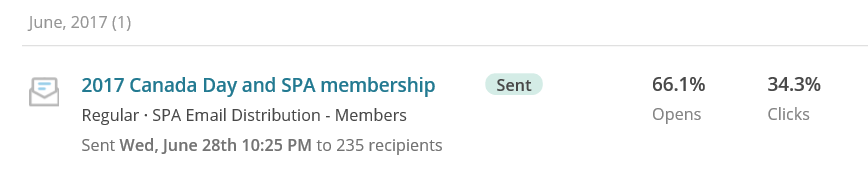 June, 2017 (1)
2017 Canada Day and SPA membership Sent 66.1% 34.3%
Regular · SPA Email Distribution - Members Opens Clicks
Sent Wed, June 28th 10:25 PM to 235 recipients